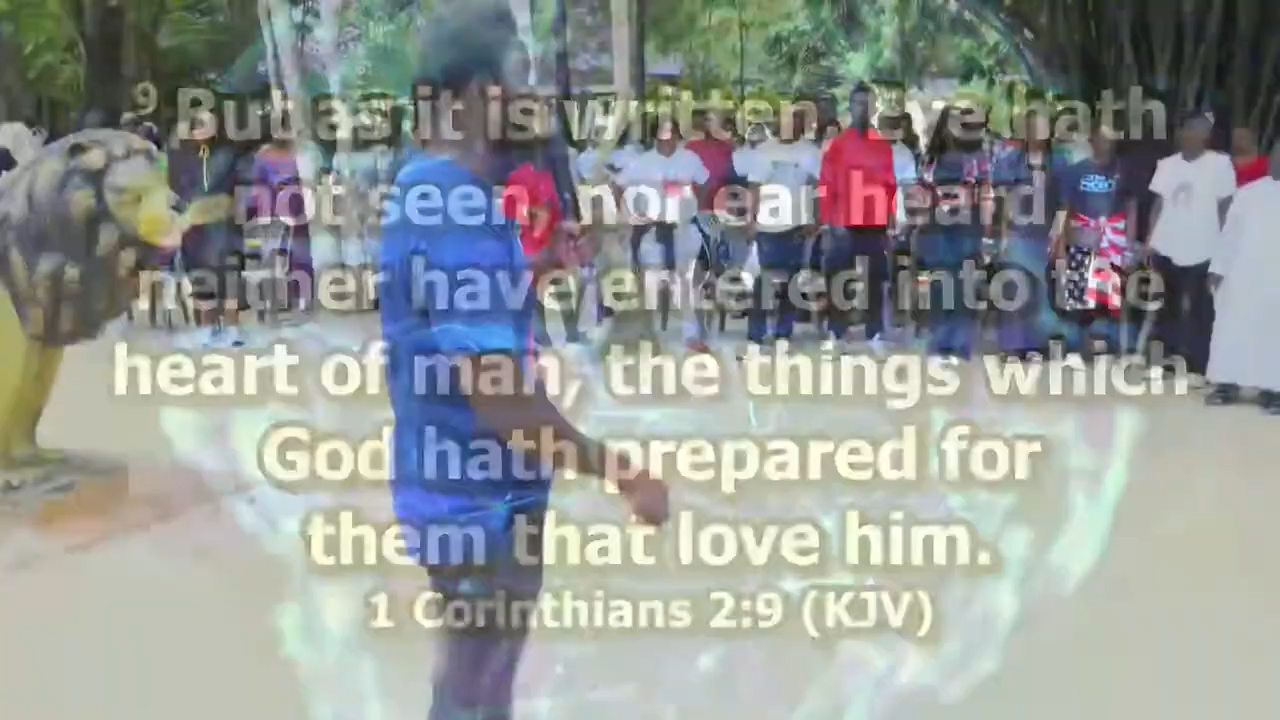 9 But as it is written, Eye hath
not seen, nor ear heard,
neither have entered into the
heart of man, the things which
God hath prepared for
them that love him.
1 Corinthians 2:9 (KJV)